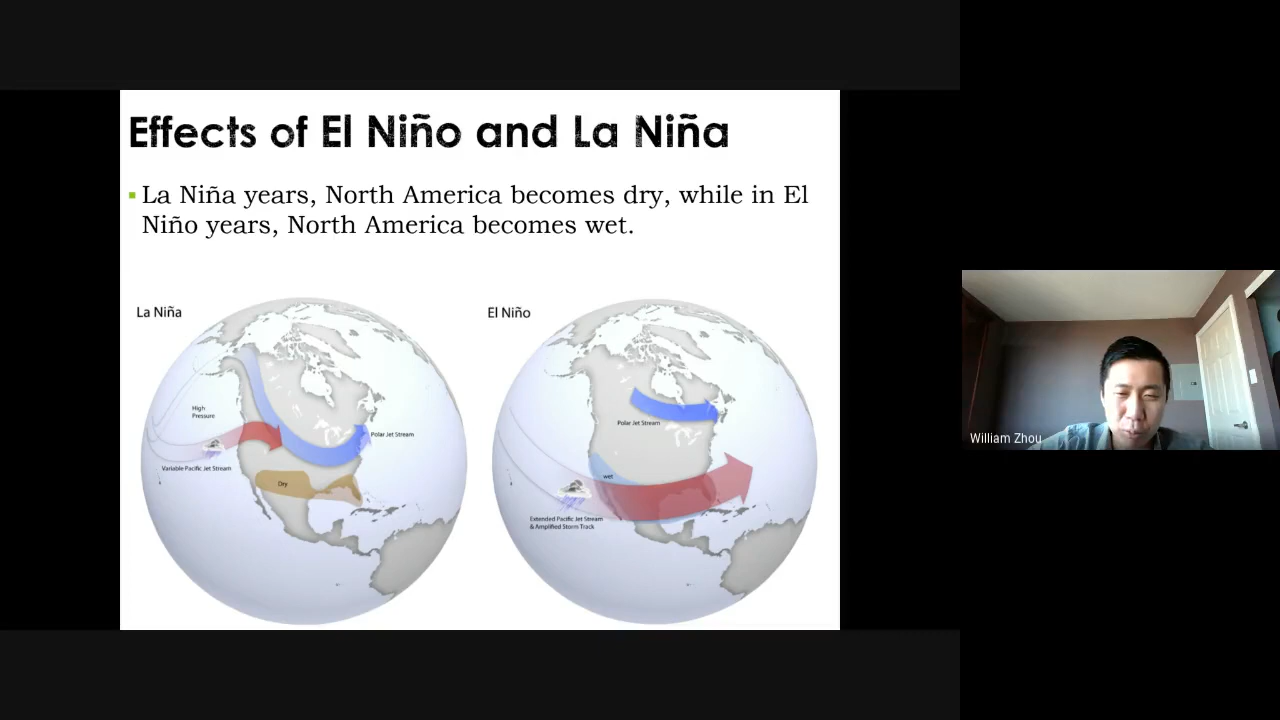 Effects of El Niño and La Niña
La Niña years, North America becomes dry, while in El
Niño years, North America becomes wet.
La Niña
High
Pressure
Polar Jet Stream
Variable Pacific Jet Stream
Dry
El Niño
Polar Jet Stream
wet
Extended Pacific Jet Stream
& Amplified Storm Track
William Zhou